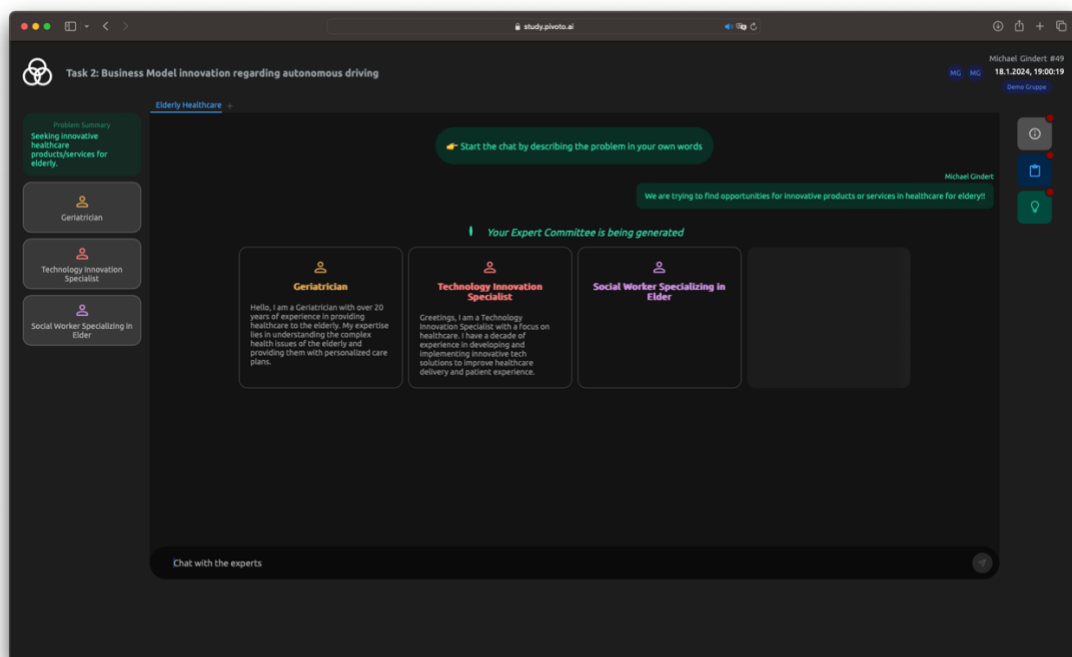 study.pivoto.ai
Task 2: Business Model innovation regarding autonomous driving
MG MG
Michael Gindert #49
18.1.2024, 19:00:19
Demo Gruppe
Elderly Healthcare +
Problem Summary
Seeking innovative
healthcare
products/services for
elderly.
Geriatrician
Technology Innovation
Specialist
Social Worker Specializing in
Elder
👉 Start the chat by describing the problem in your own words
Michael Gindert
We are trying to find opportunities for innovative products or services in healthcare for eldery!!
Your Expert Committee is being generated
Geriatrician
Hello, I am a Geriatrician with over 20
years of experience in providing
healthcare to the elderly. My expertise
lies in understanding the complex
health issues of the elderly and
providing them with personalized care
plans.
Technology Innovation
Specialist
Greetings, I am a Technology
Innovation Specialist with a focus on
healthcare. I have a decade of
experience in developing and
implementing innovative tech
solutions to improve healthcare
delivery and patient experience.
Social Worker Specializing in
Elder
Chat with the experts